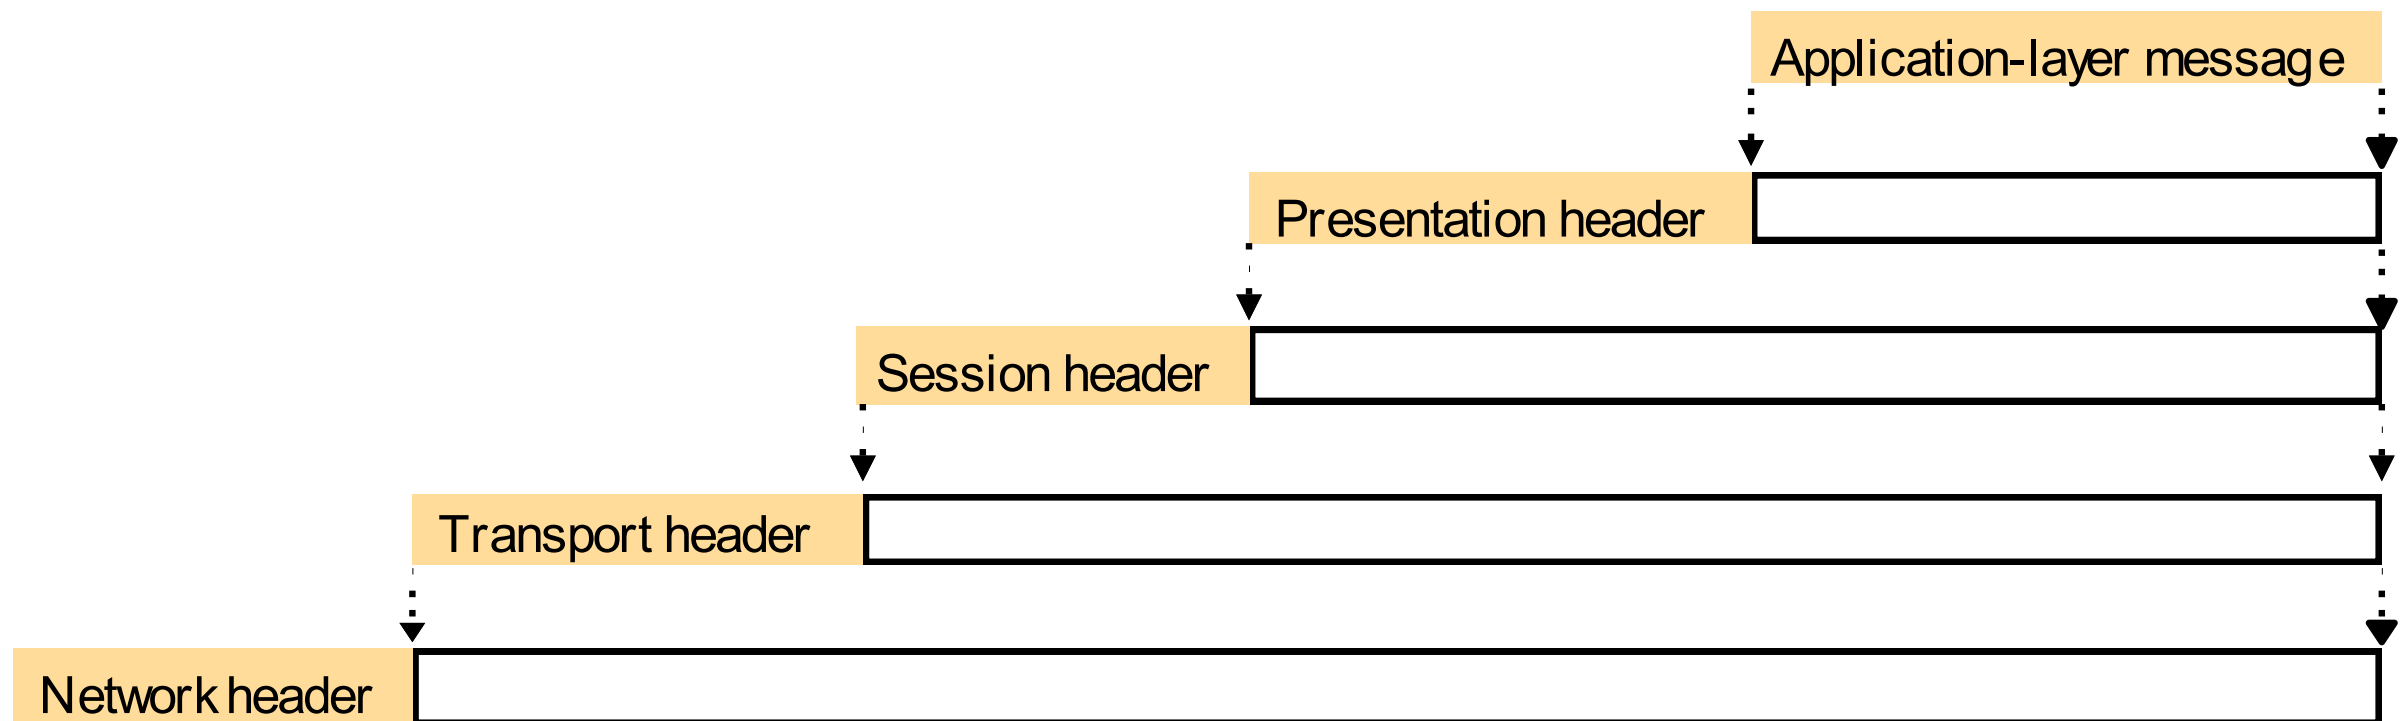 Application-layer message
Presentation header
Session header
Transport header
Network header